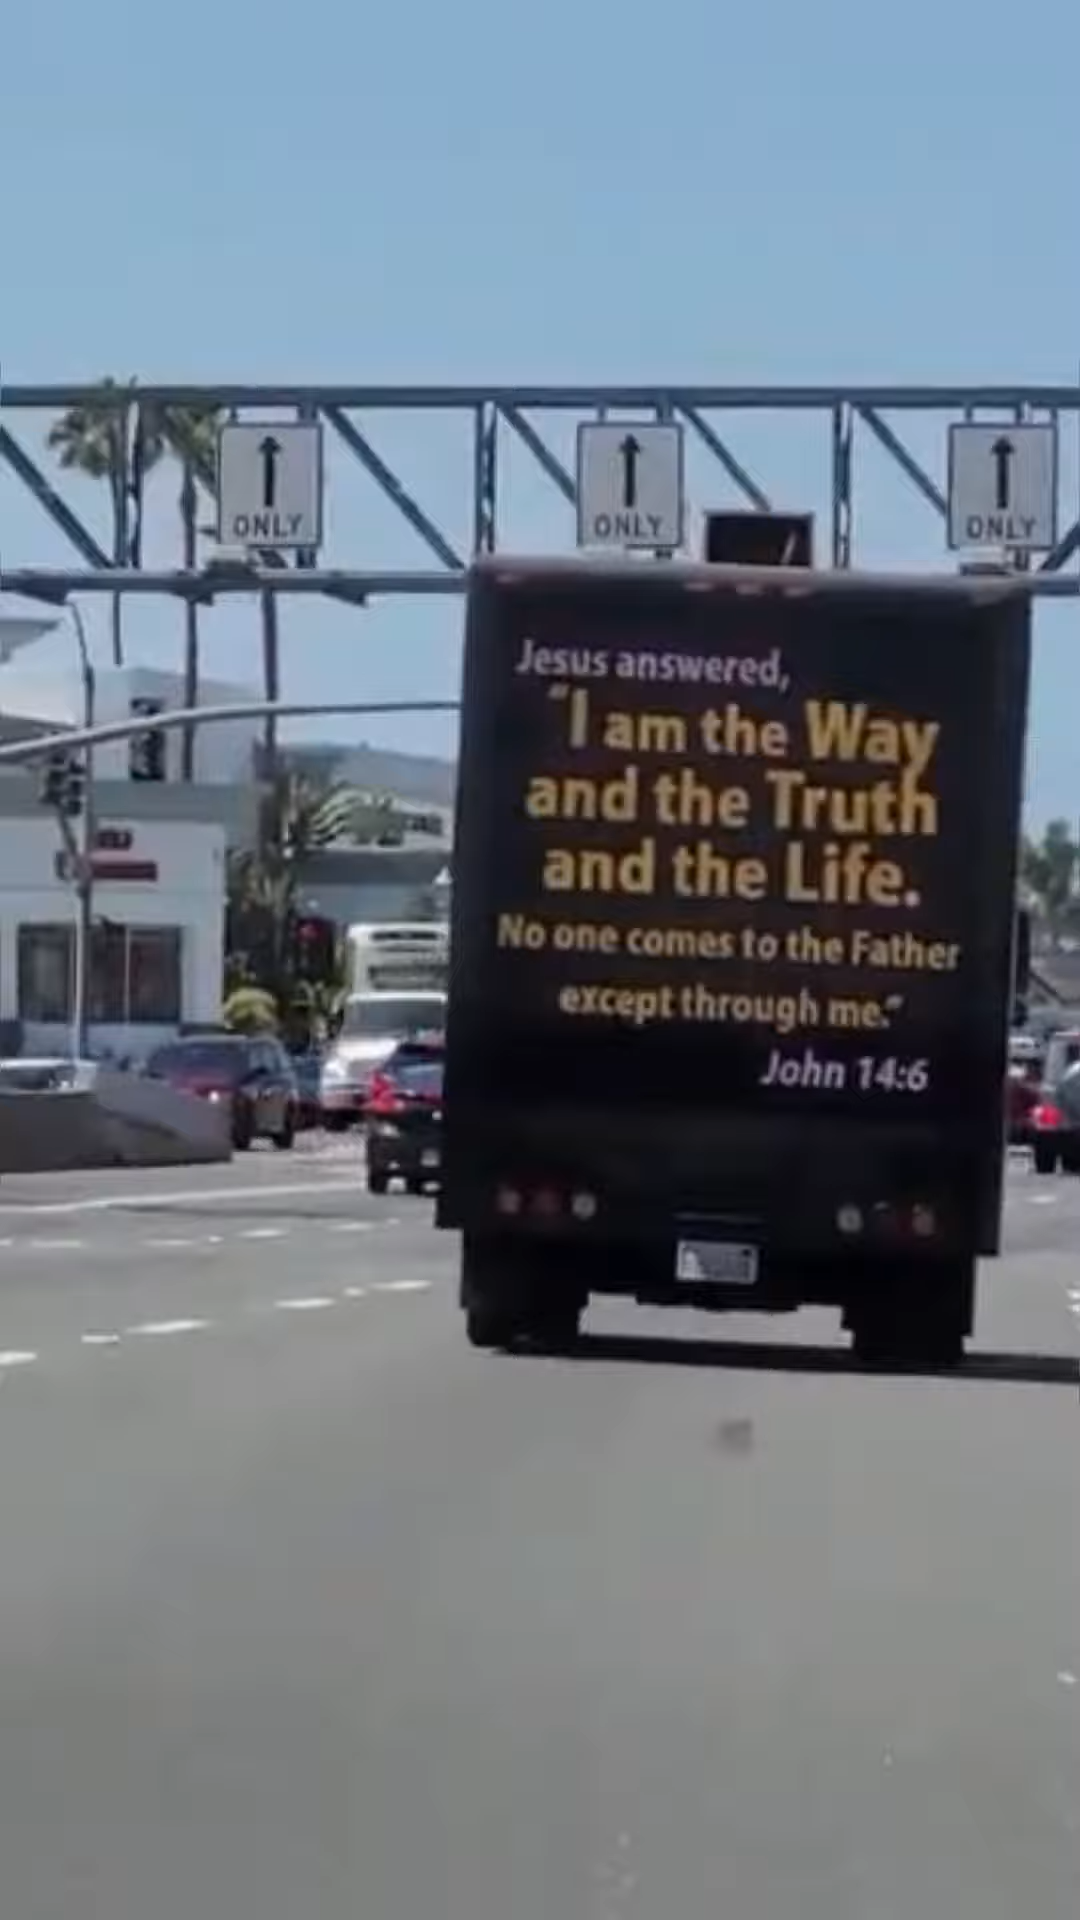 ONLY
ONLY
ONLY
Jesus answered,
"I am the Way
and the Truth
and the Life.
No one comes to the Father
except through me."
John 14:6